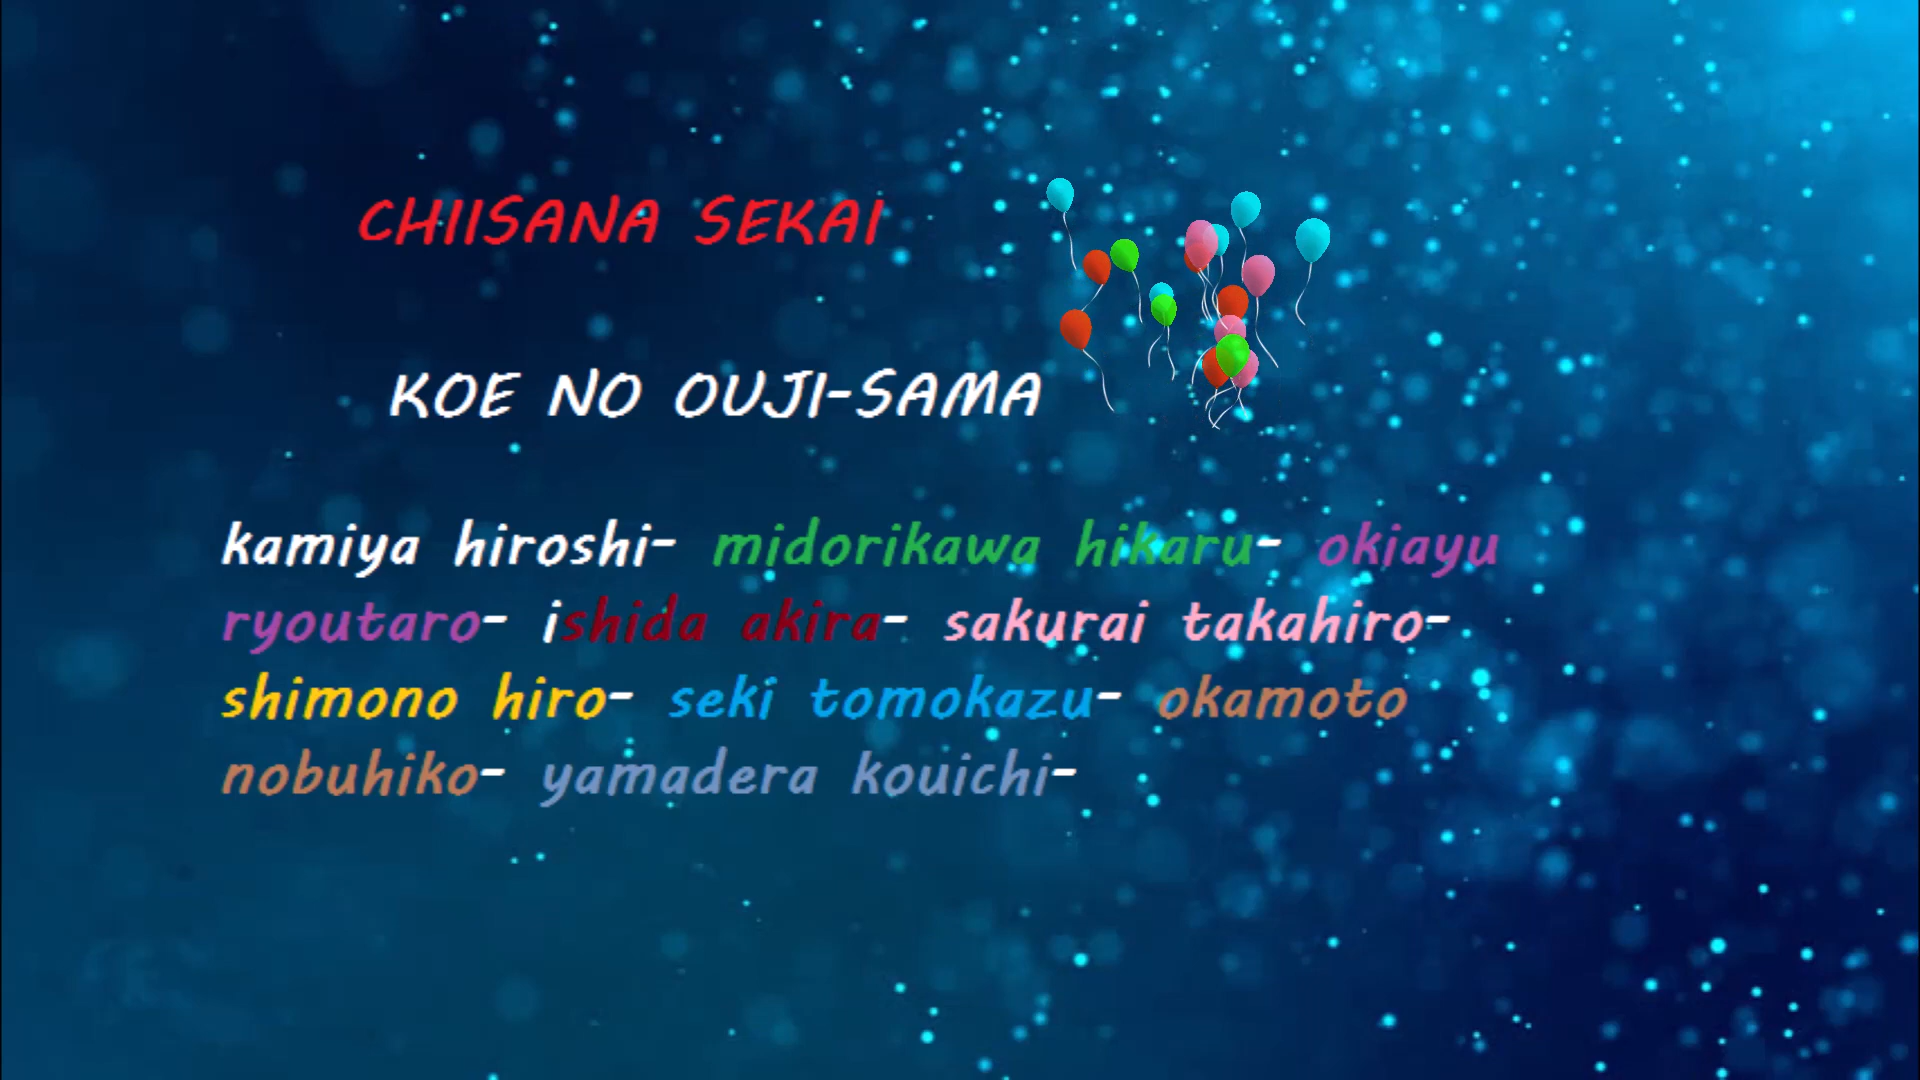 CHIISANA SEKAI
KOE NO OUJI-SAMA
kamiya hiroshi- midorikawa hikaru- okiayu
ryoutaro- ishida akira- sakurai takahiro-
shimono hiro- seki tomokazu- okamoto
nobuhiko- yamadera kouichi-